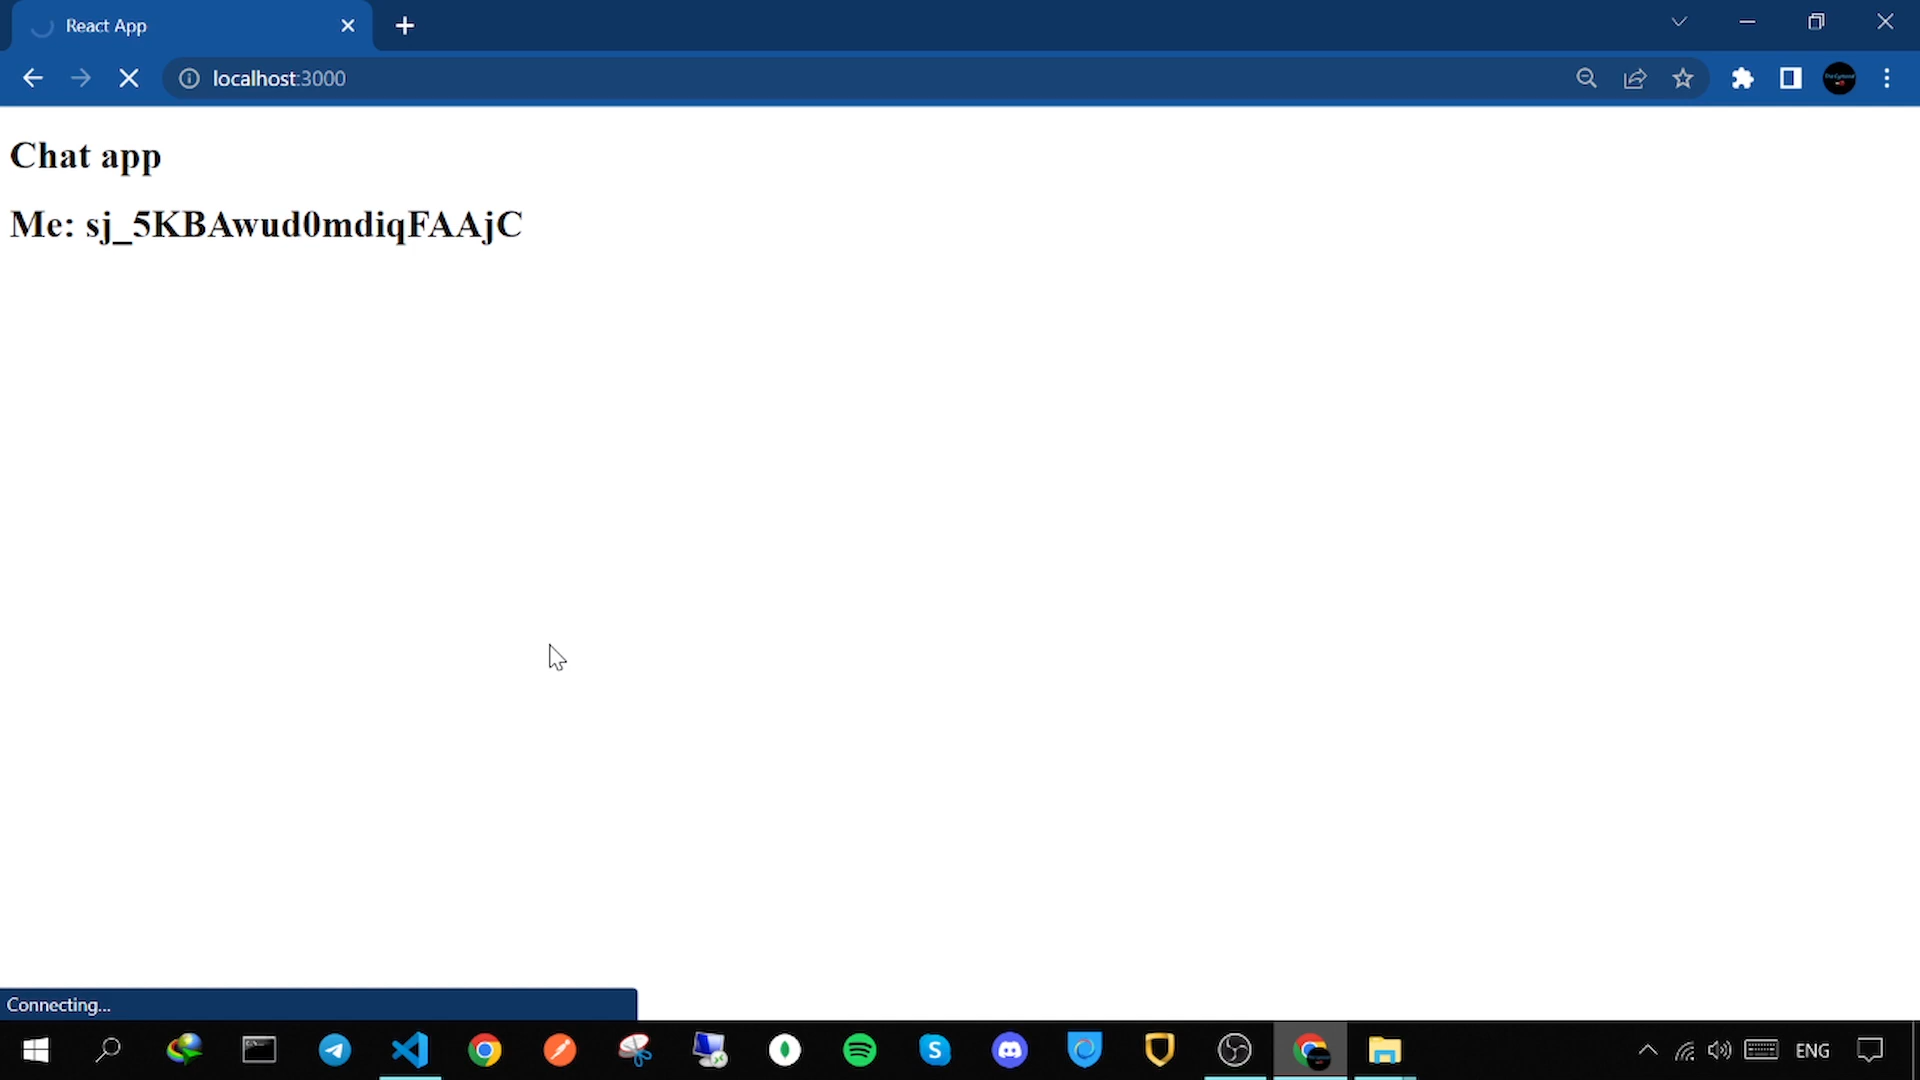 React App
localhost:3000
Chat app
Me: sj_5KBAwud0mdiqFAAjC
Connecting...
ENG